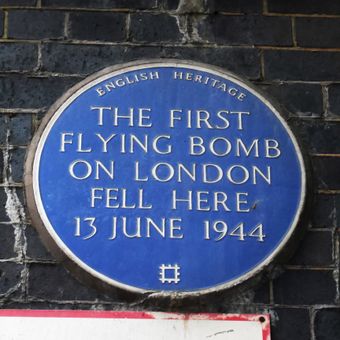 ENGLISH HERITAGE
THE FIRST
FLYING BOMB
ON LONDON
FELL HERE
13 JUNE 1944